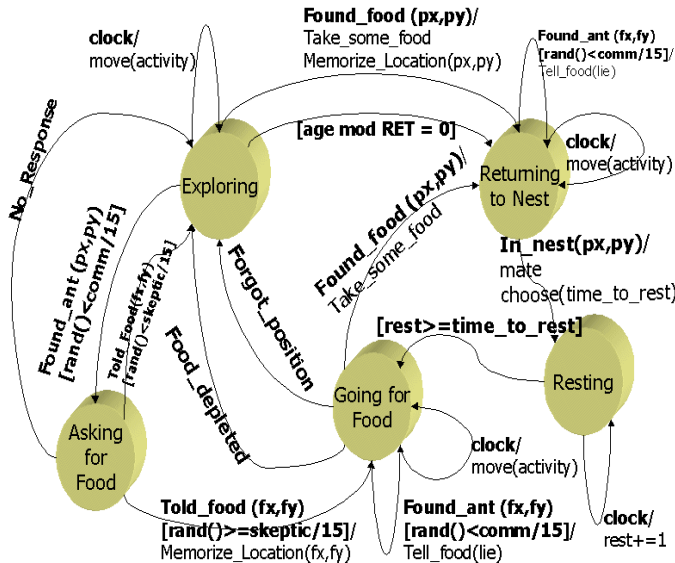 Found_food (px,py)/
Take_some_food
Memorize_Location(px,py)
clock/
move(activity)
Found_ant (fx,fy)
[rand()<comm/15]/
Tell_food(lie)
[age mod RET = 0]
clock/
move(activity)
Exploring
Returning
to Nest
No_Response
Found_ant (px,py)
[rand()<comm/15]
Told_Food(fx,fy)
[rand()<skeptic/15]
Forgot_position
Food_depleted
Found_food (px,py)/
Take_some_food
In_nest(px,py)/
mate
choose(time_to_rest)
[rest>=time_to_rest]
Resting
Going for
Food
Asking
for
Food
clock/
move(activity)
Told_food (fx,fy)
[rand()>=skeptic/15]/
Memorize_Location(fx,fy)
Found_ant (fx,fy)
[rand()<comm/15]/
Tell_food(lie)
clock/
rest+=1